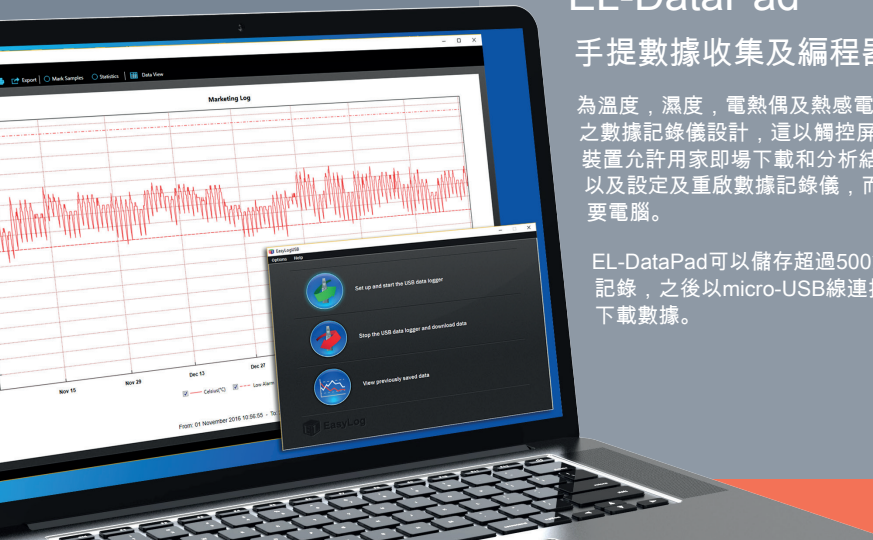 EL-DataPad
手提數據收集及編程器
為溫度，濕度，電熱偶及熱感電
之數據記錄儀設計，這以觸控屏
裝置允許用家即場下載和分析結
以及設定及重啟數據記錄儀，而
要電腦。
EL-DataPad可以儲存超過500
記錄，之後以micro-USB線連接
下載數據。
Export
Mark Samples
Statistics
Data View
Marketing Log
Nov 15
Nov 29
Dec 13
Dec 27
Celsius(°C)
Low Alarm
From: 01 November 2016 10:56:55 - To
EasyLogUSB
Options Help
Set up and start the USB data logger
Stop the USB data logger and download data
View previously saved data
EasyLog